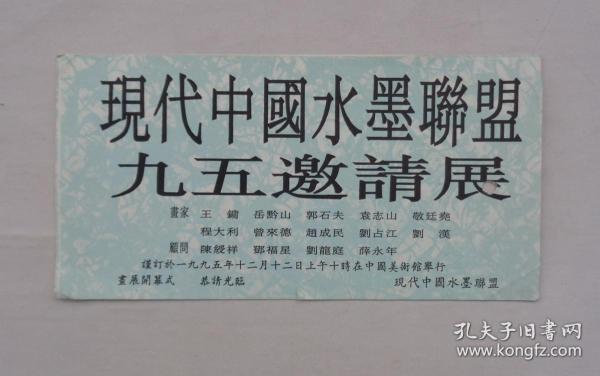 現代中國水墨聯盟
九五邀請展
畫家 王鏞 岳黔山 郭石夫 袁志山 敬廷堯
程大利 曾來德 趙成民 劉占江 劉漢
顧問 陳綬祥 鄧福星 劉龍庭 薛永年
謹訂於一九九五年十二月十二日上午十時在中國美術館舉行
畫展開幕式 恭請光臨 現代中國水墨聯盟
孔夫子旧书网
www.kongfz.com